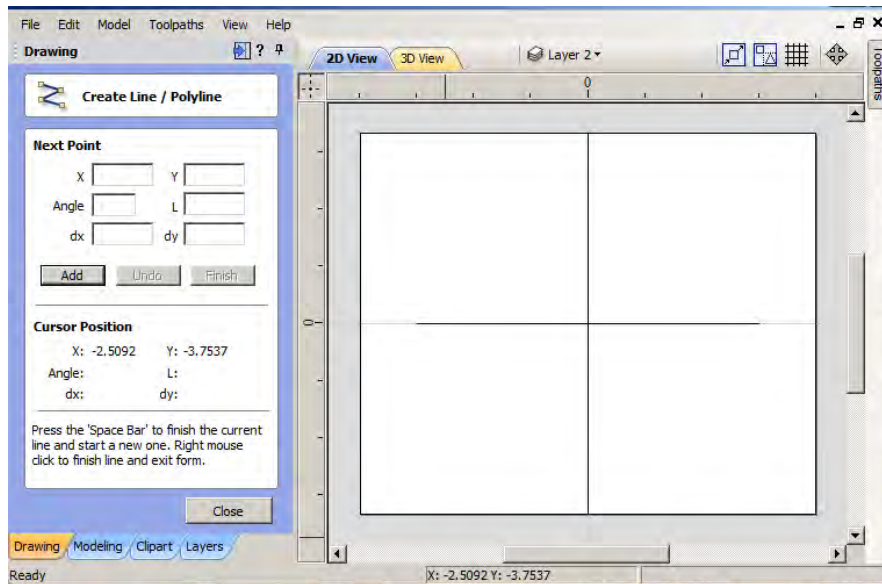 File Edit Model Toolpaths View Help
Drawing ?
2D View 3D View Layer 2
Toolpaths
Create Line / Polyline
0
Next Point
X Y
Angle L
dx dy
Add Undo Finish
0
Cursor Position
X: -2.5092 Y: -3.7537
Angle: L:
dx: dy:
Press the 'Space Bar' to finish the current
line and start a new one. Right mouse
click to finish line and exit form.
Close
Drawing Modeling Clipart Layers
Ready X: -2.5092 Y: -3.7537